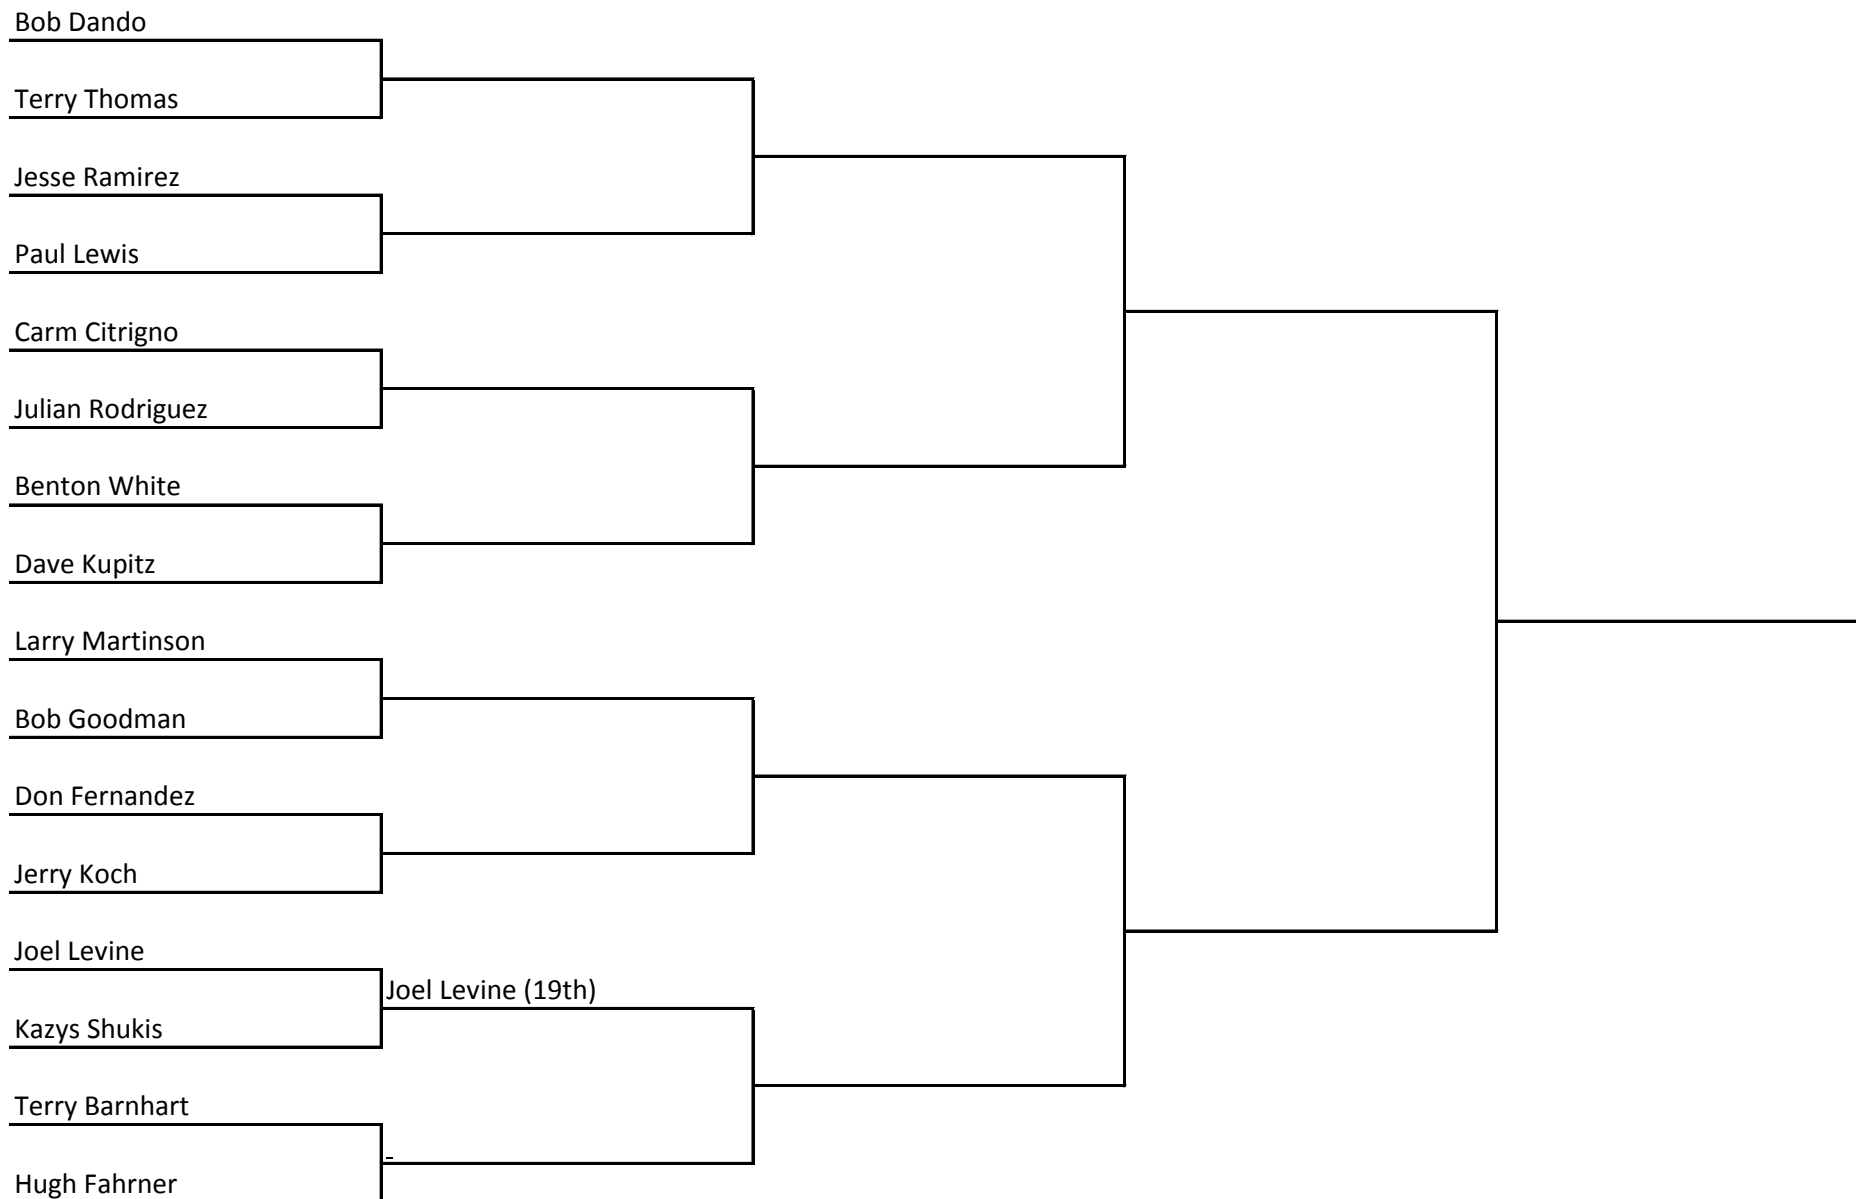 Bob Dando
Terry Thomas
Jesse Ramirez
Paul Lewis
Carm Citrigno
Julian Rodriguez
Benton White
Dave Kupitz
Larry Martinson
Bob Goodman
Don Fernandez
Jerry Koch
Joel Levine
Joel Levine (19th)
Kazys Shukis
Terry Barnhart
-
Hugh Fahrner